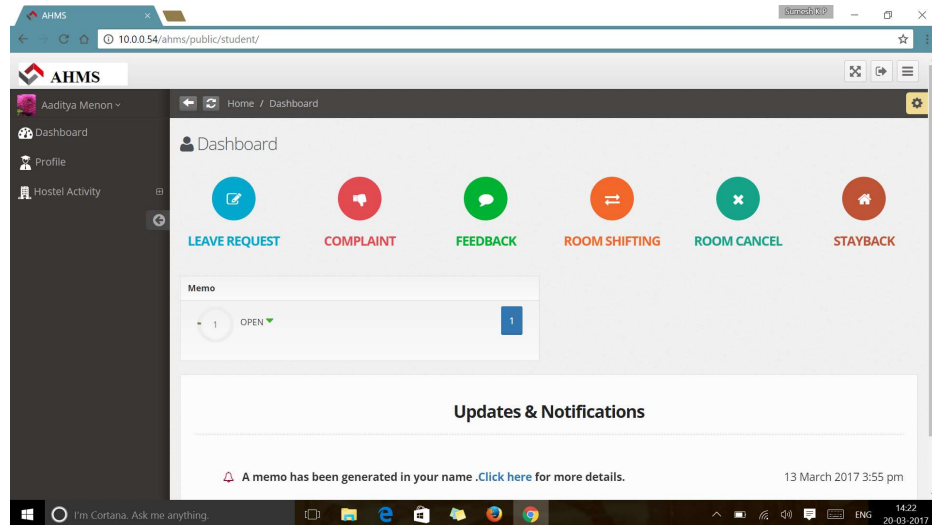 AHMS
Sumesh K P
10.0.0.54/ahms/public/student/
AHMS
Aaditya Menon
Home / Dashboard
Dashboard
Profile
Hostel Activity
Dashboard
LEAVE REQUEST
COMPLAINT
FEEDBACK
ROOM SHIFTING
ROOM CANCEL
STAYBACK
Memo
1 OPEN 1
Updates & Notifications
A memo has been generated in your name .Click here for more details. 13 March 2017 3:55 pm
I'm Cortana. Ask me anything.
ENG
14:22
20-03-2017